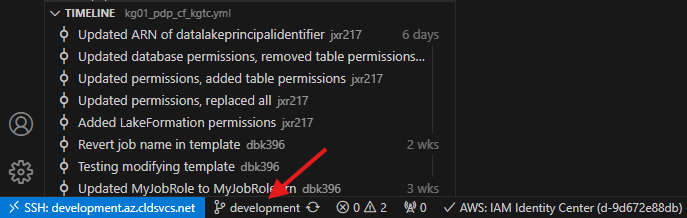 TIMELINE kg01_pdp_cf_kgtc.yml
Updated ARN of datalakeprincipalidentifier jxr217 6 days
Updated database permissions, removed table permissions...
Updated permissions, added table permissions jxr217
Updated permissions, replaced all jxr217
Added LakeFormation permissions jxr217
Revert job name in template dbk396 2 wks
Testing modifying template dbk396
Updated MyJobRole to MyJobRole rn dbk396 3 wks
SSH: development.az.cldsvcs.net development 0 2 0 AWS: IAM Identity Center (d-9d672e88db)